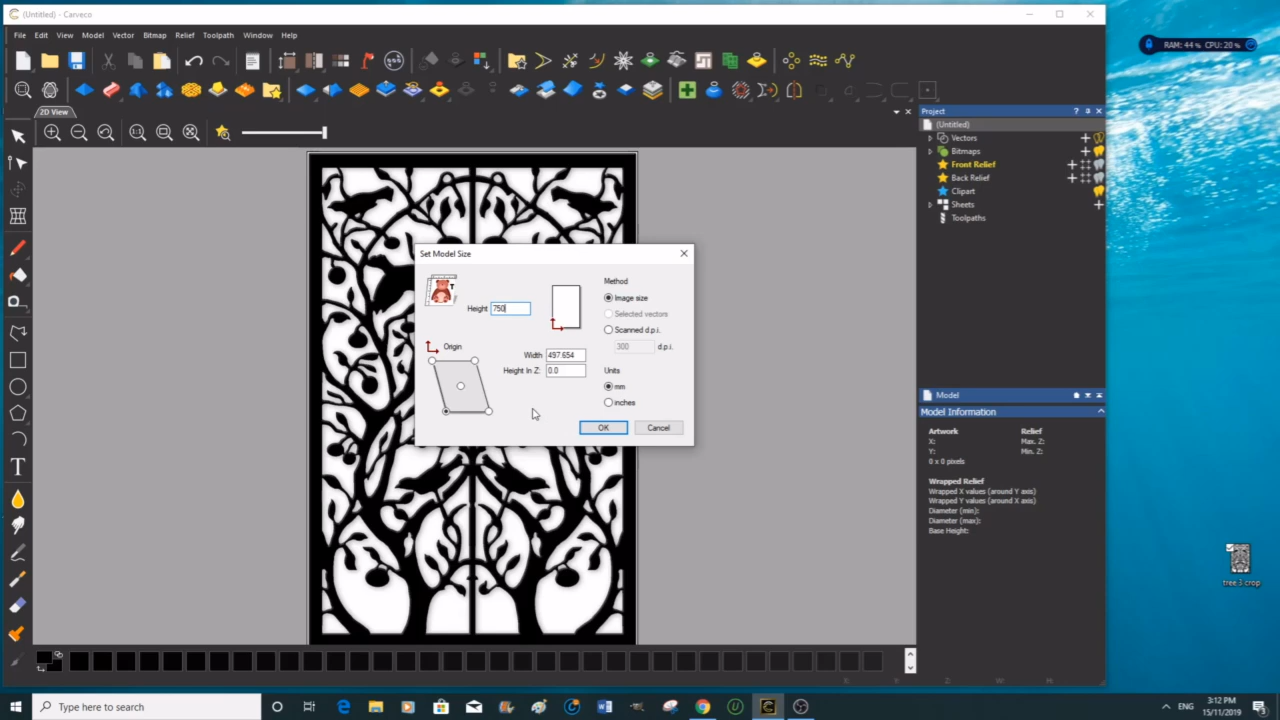 (Untitled) - Carveco
RAM: 44% CPU: 20%
File Edit View Model Vector Bitmap Relief Toolpath Window Help
2D View
Project
(Untitled)
Vectors
Bitmaps
Front Relief
Back Relief
Clipart
Sheets
Toolpaths
Set Model Size
Height 750
Origin
Width 497.654
Height In Z: 0.0
Method
Image size
Selected vectors
Scanned d.p.i.
300 d.p.i.
Units
mm
inches
OK Cancel
Model
Model Information
Artwork Relief
X: Max. Z:
Y: Min. Z:
0 x 0 pixels
Wrapped Relief
Wrapped X values (around Y axis)
Wrapped Y values (around X axis)
Diameter (min):
Diameter (max):
Base Height:
tree 3 crop
X: Y: Z: W: H:
Type here to search
ENG
3:12 PM
15/11/2019